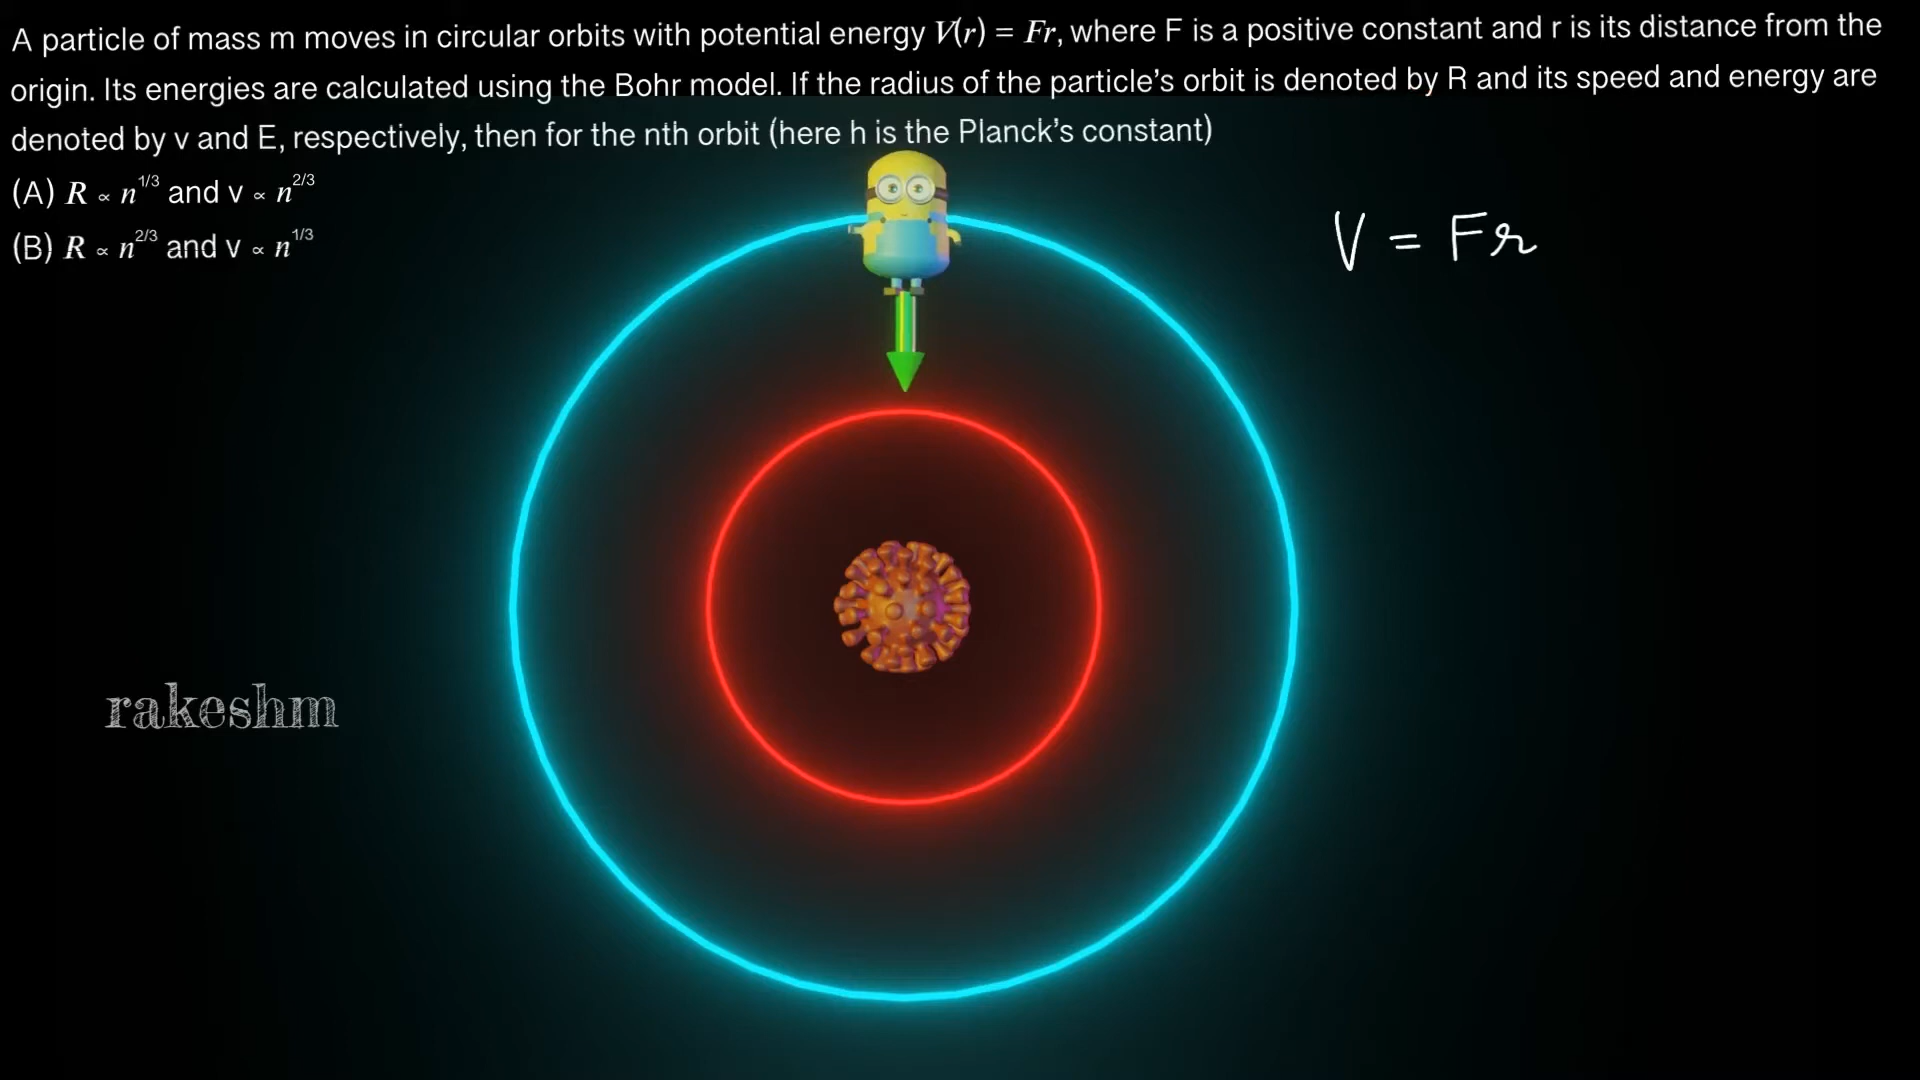 A particle of mass m moves in circular orbits with potential energy V(r) = Fr, where F is a positive constant and r is its distance from the
origin. Its energies are calculated using the Bohr model. If the radius of the particle’s orbit is denoted by R and its speed and energy are
denoted by v and E, respectively, then for the nth orbit (here h is the Planck’s constant)
(A) R ∝ n^1/3 and v ∝ n^2/3
(B) R ∝ n^2/3 and v ∝ n^1/3
V = Fr
rakeshm